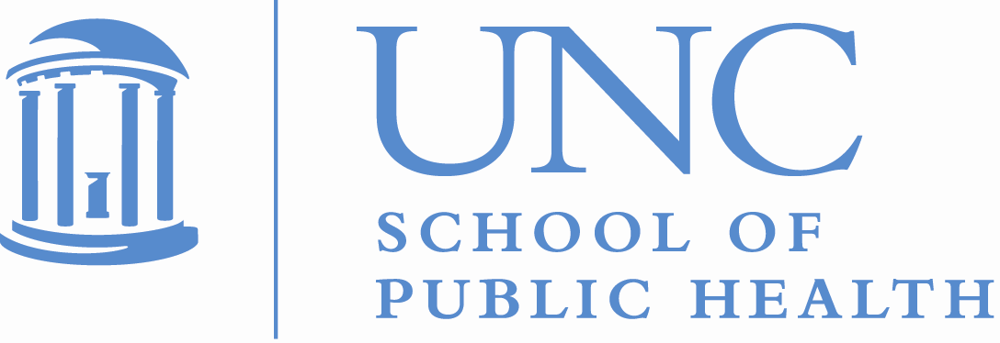 UNC
SCHOOL OF
PUBLIC HEALTH